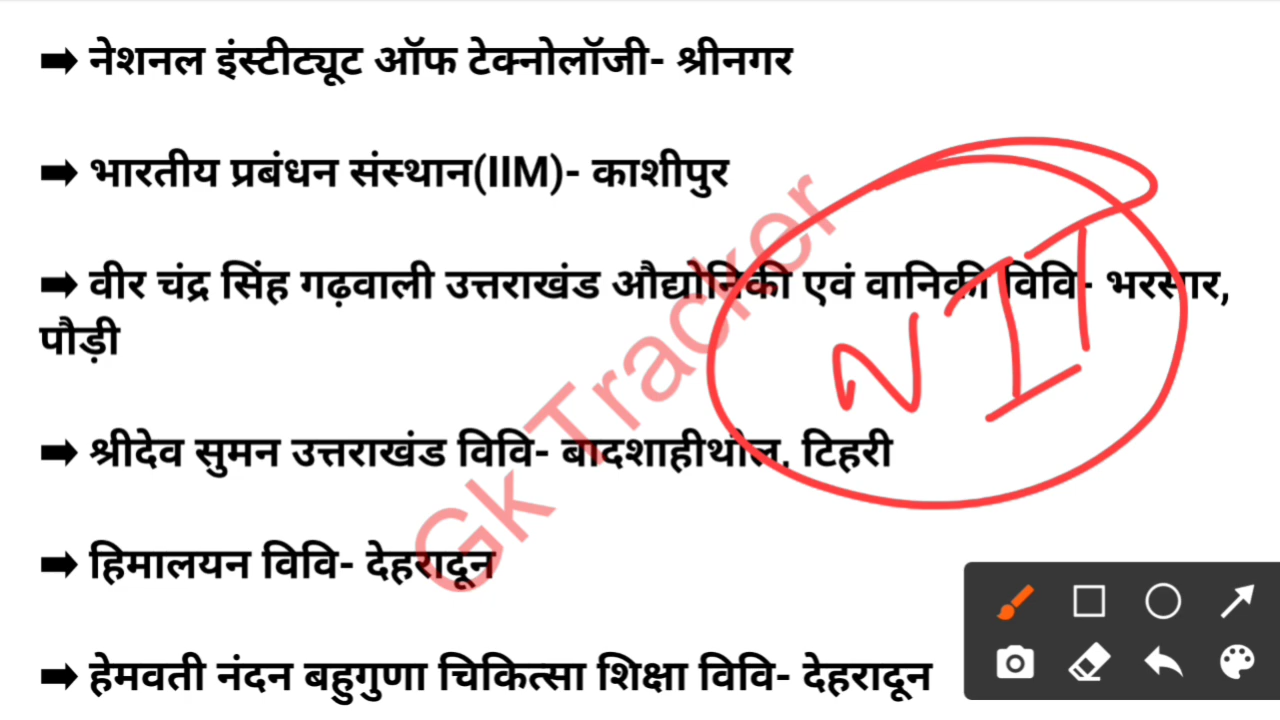 ➡ नेशनल इंस्टीट्यूट ऑफ टेक्नोलॉजी- श्रीनगर
➡ भारतीय प्रबंधन संस्थान(IIM)- काशीपुर
➡ वीर चंद्र सिंह गढ़वाली उत्तराखंड औद्योनिकी एवं वानिकी विवि- भरसार,
पौड़ी
NIT
➡ श्रीदेव सुमन उत्तराखंड विवि- बादशाहीथोल, टिहरी
➡ हिमालयन विवि- देहरादून
➡ हेमवती नंदन बहुगुणा चिकित्सा शिक्षा विवि- देहरादून
Gk Tracker